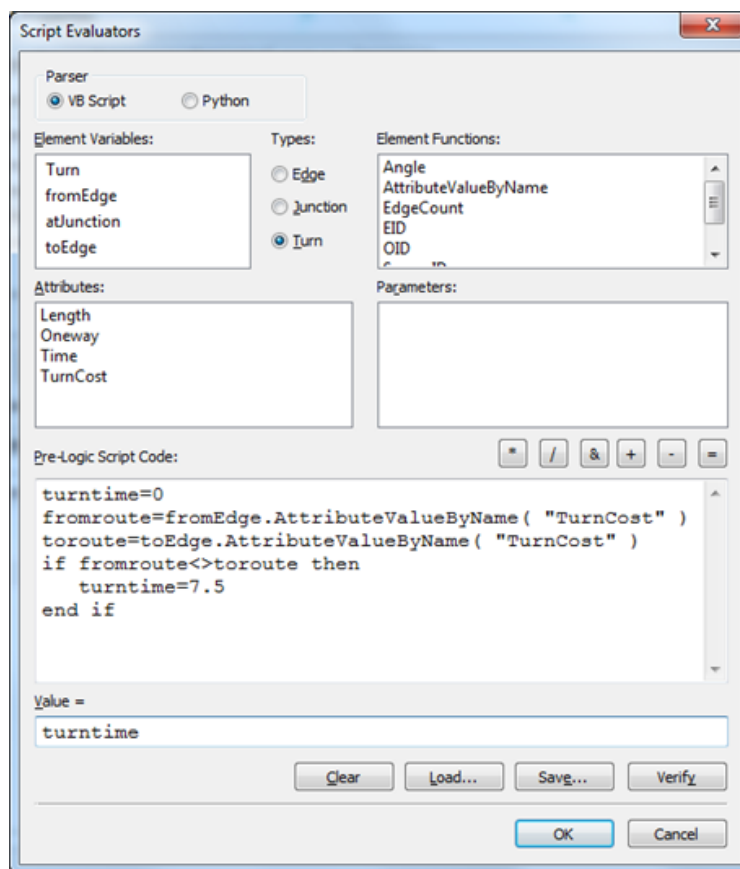 Script Evaluators
Parser
VB Script Python
Element Variables: Types: Element Functions:
Turn
fromEdge
atJunction
toEdge
Edge
Junction
Turn
Angle
AttributeValueByName
EdgeCount
EID
OID
Attributes: Parameters:
Length
Oneway
Time
TurnCost
Pre-Logic Script Code: * / & + - =
turntime=0
fromroute=fromEdge.AttributeValueByName( "TurnCost" )
toroute=toEdge.AttributeValueByName( "TurnCost" )
if fromroute<>toroute then
turntime=7.5
end if
Value =
turntime
Clear Load... Save... Verify
OK Cancel